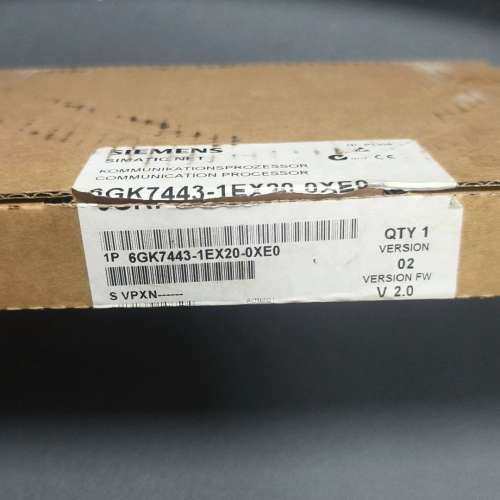 SIEMENS
SIMATIC NET
KOMMUNIKATIONSPROZESSOR
COMMUNICATION PROCESSOR
6GK7443-1EX20-0XE0
1P 6GK7443-1EX20-0XE0
QTY 1
VERSION
02
VERSION FW
V 2.0
S VPXN------